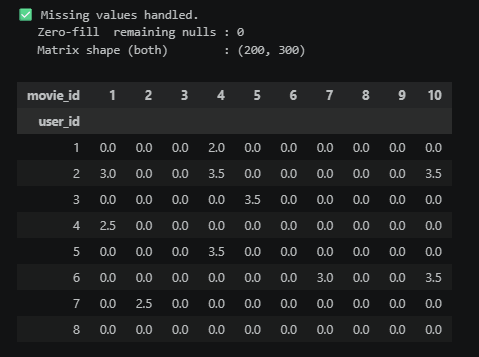 ✅ Missing values handled.
Zero-fill  remaining nulls : 0
Matrix shape (both)        : (200, 300)
movie_id 1 2 3 4 5 6 7 8 9 10
user_id
1 0.0 0.0 0.0 2.0 0.0 0.0 0.0 0.0 0.0 0.0
2 3.0 0.0 0.0 3.5 0.0 0.0 0.0 0.0 0.0 3.5
3 0.0 0.0 0.0 0.0 3.5 0.0 0.0 0.0 0.0 0.0
4 2.5 0.0 0.0 0.0 0.0 0.0 0.0 0.0 0.0 0.0
5 0.0 0.0 0.0 3.5 0.0 0.0 0.0 0.0 0.0 0.0
6 0.0 0.0 0.0 0.0 0.0 0.0 3.0 0.0 0.0 3.5
7 0.0 2.5 0.0 0.0 0.0 0.0 0.0 0.0 0.0 0.0
8 0.0 0.0 0.0 0.0 0.0 0.0 0.0 0.0 0.0 0.0